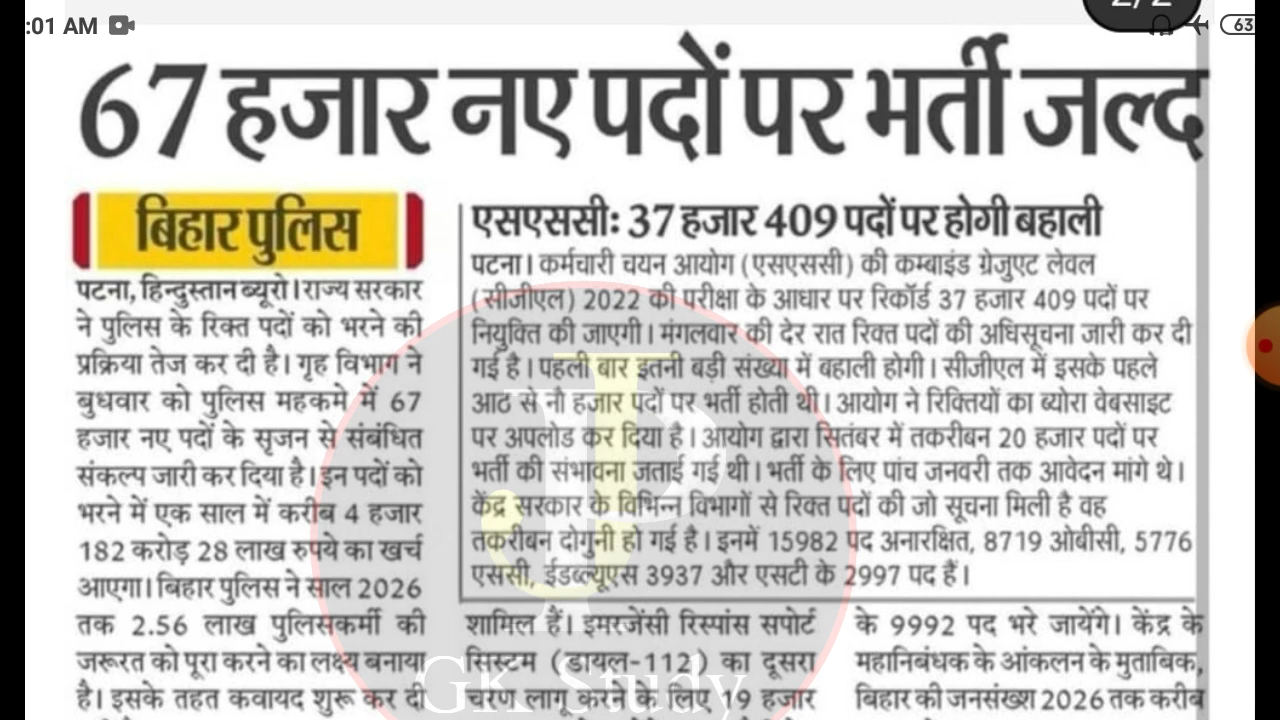 :01 AM
2/2
63
67 हजार नए पदों पर भर्ती जल्द
बिहार पुलिस
पटना, हिन्दुस्तान ब्यूरो। राज्य सरकार
ने पुलिस के रिक्त पदों को भरने की
प्रक्रिया तेज कर दी है। गृह विभाग ने
बुधवार को पुलिस महकमे में 67
हजार नए पदों के सृजन से संबंधित
संकल्प जारी कर दिया है। इन पदों को
भरने में एक साल में करीब 4 हजार
182 करोड़ 28 लाख रुपये का खर्च
आएगा। बिहार पुलिस ने साल 2026
तक 2.56 लाख पुलिसकर्मी की
जरूरत को पूरा करने का लक्ष्य बनाया
है। इसके तहत कवायद शुरू कर दी
एसएससी: 37 हजार 409 पदों पर होगी बहाली
पटना। कर्मचारी चयन आयोग (एसएससी) की कम्बाइंड ग्रेजुएट लेवल
(सीजीएल) 2022 की परीक्षा के आधार पर रिकॉर्ड 37 हजार 409 पदों पर
नियुक्ति की जाएगी। मंगलवार की देर रात रिक्त पदों की अधिसूचना जारी कर दी
गई है। पहली बार इतनी बड़ी संख्या में बहाली होगी। सीजीएल में इसके पहले
आठ से नौ हजार पदों पर भर्ती होती थी। आयोग ने रिक्तियों का ब्योरा वेबसाइट
पर अपलोड कर दिया है। आयोग द्वारा सितंबर में तकरीबन 20 हजार पदों पर
भर्ती की संभावना जताई गई थी। भर्ती के लिए पांच जनवरी तक आवेदन मांगे थे।
केंद्र सरकार के विभिन्न विभागों से रिक्त पदों की जो सूचना मिली है वह
तकरीबन दोगुनी हो गई है। इनमें 15982 पद अनारक्षित, 8719 ओबीसी, 5776
एससी, ईडब्ल्यूएस 3937 और एसटी के 2997 पद हैं।
शामिल हैं। इमरजेंसी रिस्पांस सपोर्ट
सिस्टम (डायल-112) का दूसरा
चरण लागू करने के लिए 19 हजार
के 9992 पद भरे जायेंगे। केंद्र के
महानिबंधक के आंकलन के मुताबिक,
बिहार की जनसंख्या 2026 तक करीब
GK Study